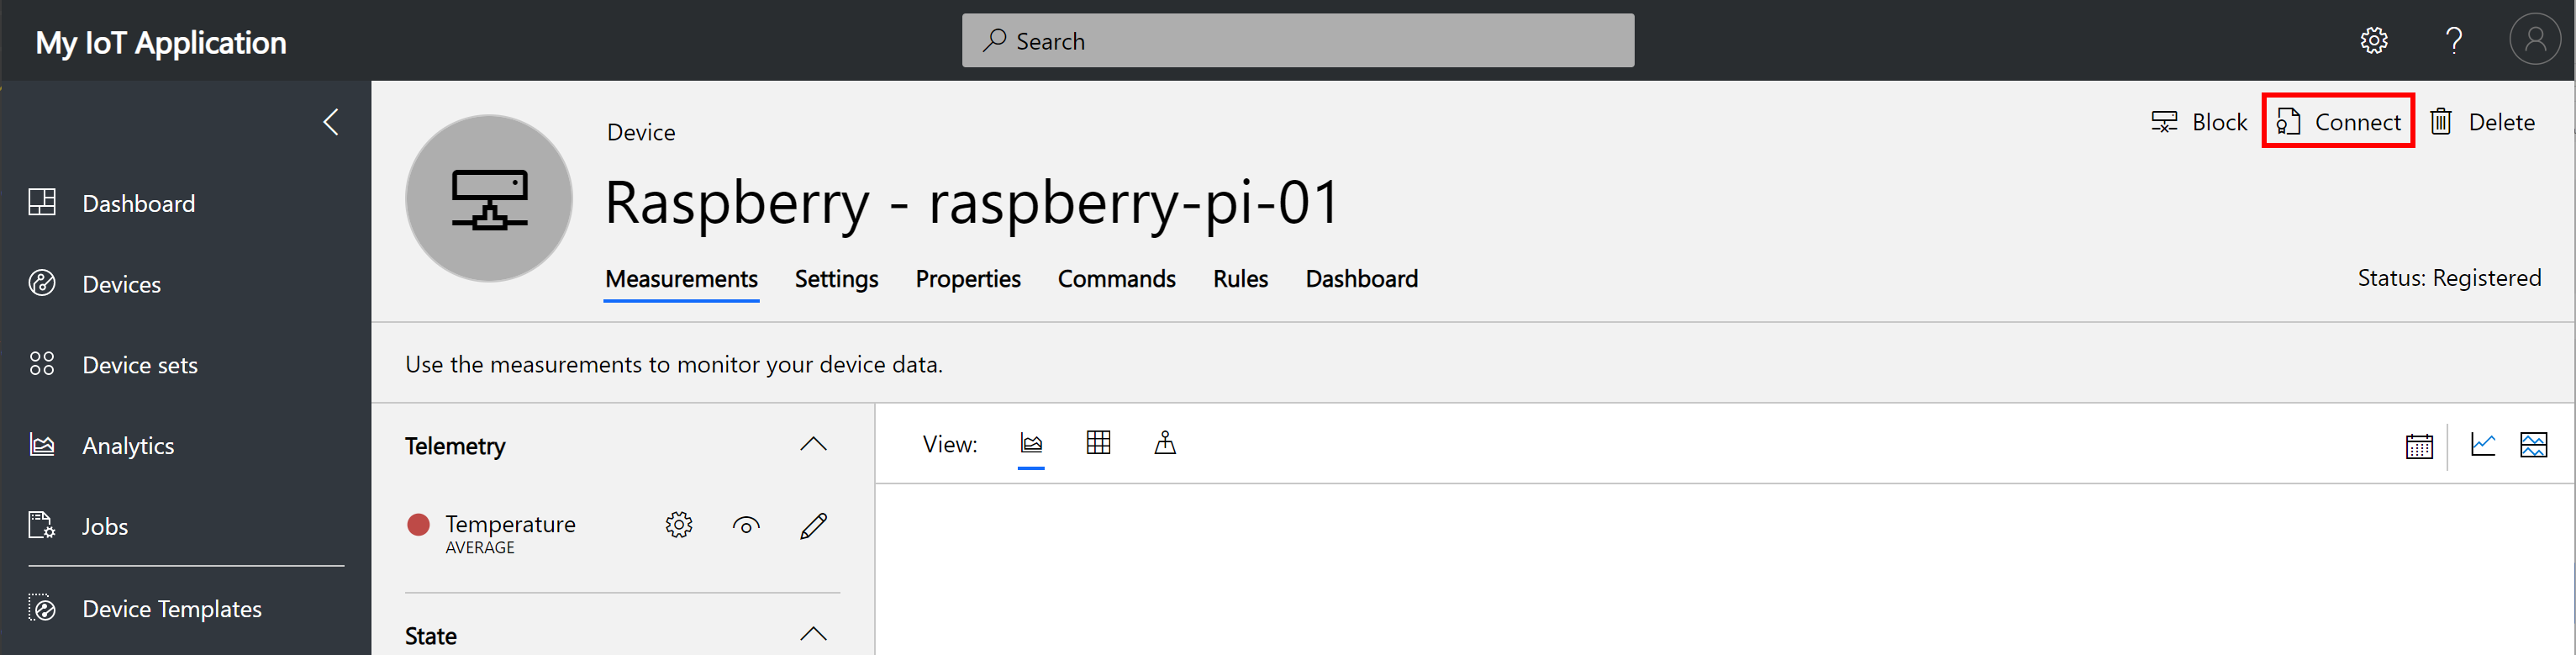 My IoT Application
Search
Device
Block
Connect
Delete
Raspberry - raspberry-pi-01
Measurements Settings Properties Commands Rules Dashboard
Status: Registered
Dashboard
Devices
Device sets
Analytics
Jobs
Device Templates
Use the measurements to monitor your device data.
Telemetry
Temperature
AVERAGE
State
View: